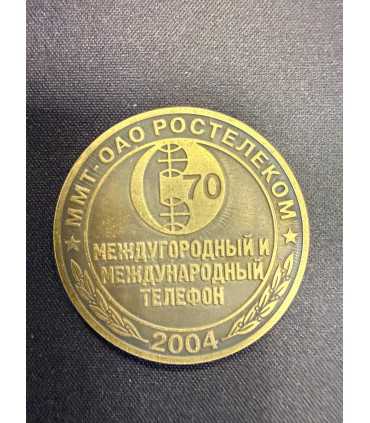 ММТ-ОАО РОСТЕЛЕКОМ
70
МЕЖДУГОРОДНЫЙ И
МЕЖДУНАРОДНЫЙ
ТЕЛЕФОН
2004